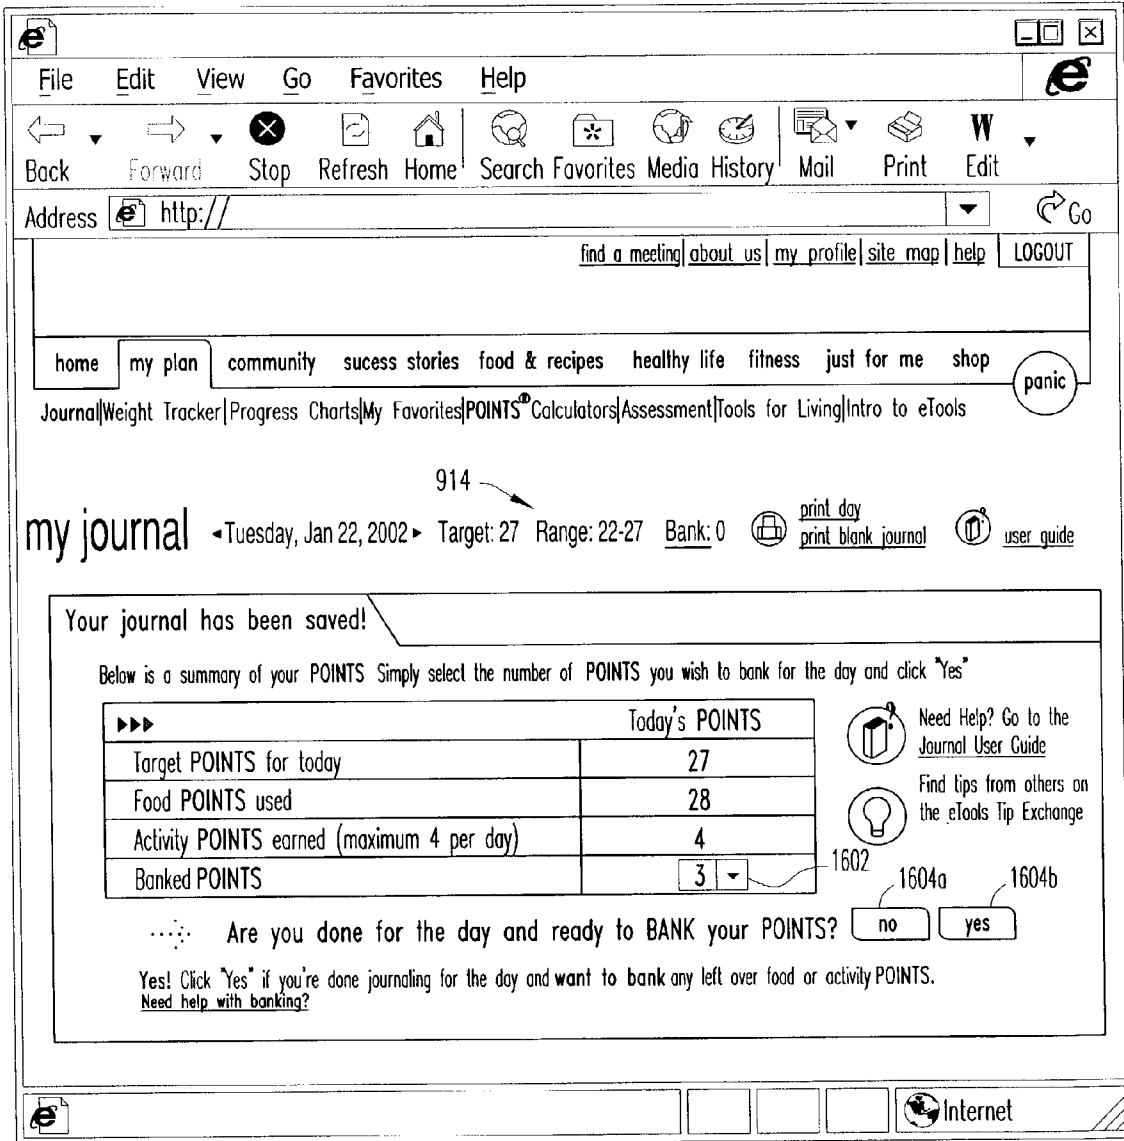 File Edit View Go Favorites Help
Back Forward Stop Refresh Home Search Favorites Media History Mail Print Edit
Address http:// Go
find a meeting| about us | my profile| site map | help LOGOUT
home my plan community sucess stories food & recipes healthy life fitness just for me shop
panic
Journal|Weight Tracker|Progress Charts|My Favorites|POINTS® Calculators|Assessment|Tools for Living|Intro to eTools
914
my journal ◂Tuesday, Jan 22, 2002▸ Target: 27 Range: 22-27 Bank: 0
print day
print blank journal
user guide
Your journal has been saved!
Below is a summary of your POINTS Simply select the number of POINTS you wish to bank for the day and click "Yes"
Today's POINTS
Target POINTS for today 27
Food POINTS used 28
Activity POINTS earned (maximum 4 per day) 4
Banked POINTS 3
Need Help? Go to the
Journal User Guide
Find tips from others on
the eTools Tip Exchange
1602
1604a
1604b
Are you done for the day and ready to BANK your POINTS? no yes
Yes! Click "Yes" if you're done journaling for the day and want to bank any left over food or activity POINTS.
Need help with banking?
Internet